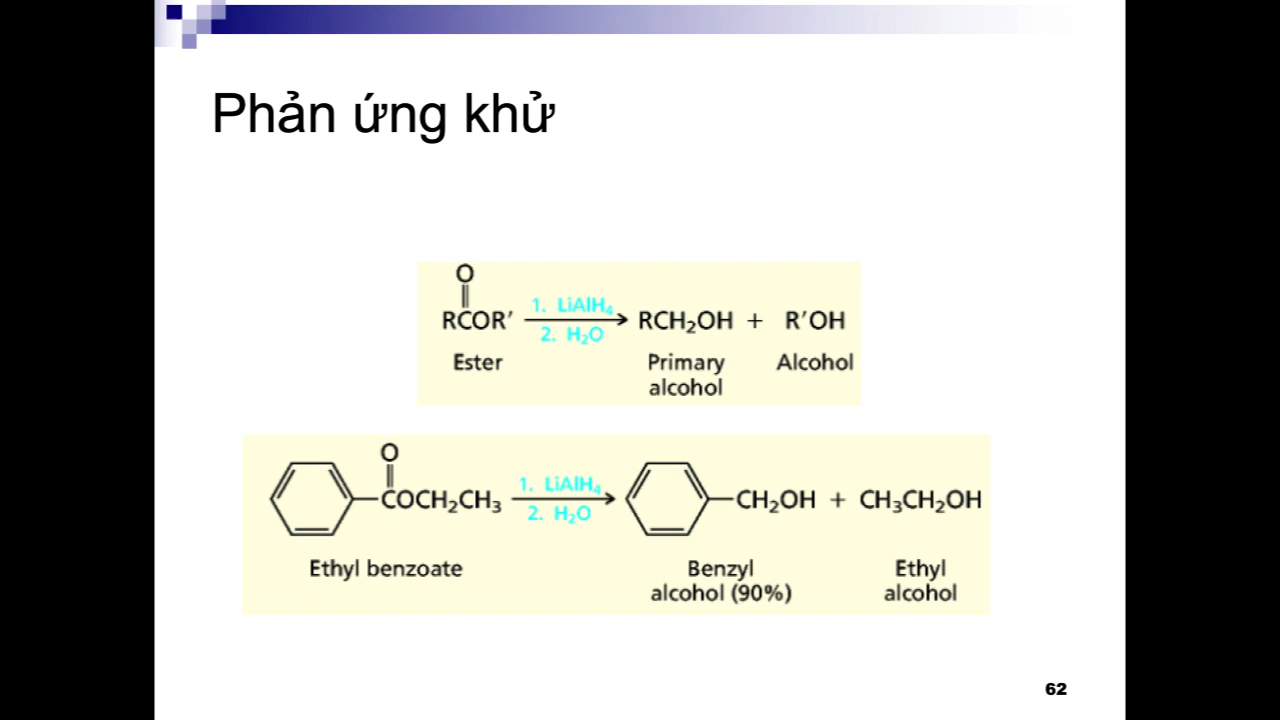 Phản ứng khử
O
RCOR′ 1. LiAlH₄ 2. H₂O RCH₂OH + R′OH
Ester Primary alcohol Alcohol
O
COCH₂CH₃ 1. LiAlH₄ 2. H₂O CH₂OH + CH₃CH₂OH
Ethyl benzoate Benzyl alcohol (90%) Ethyl alcohol
62